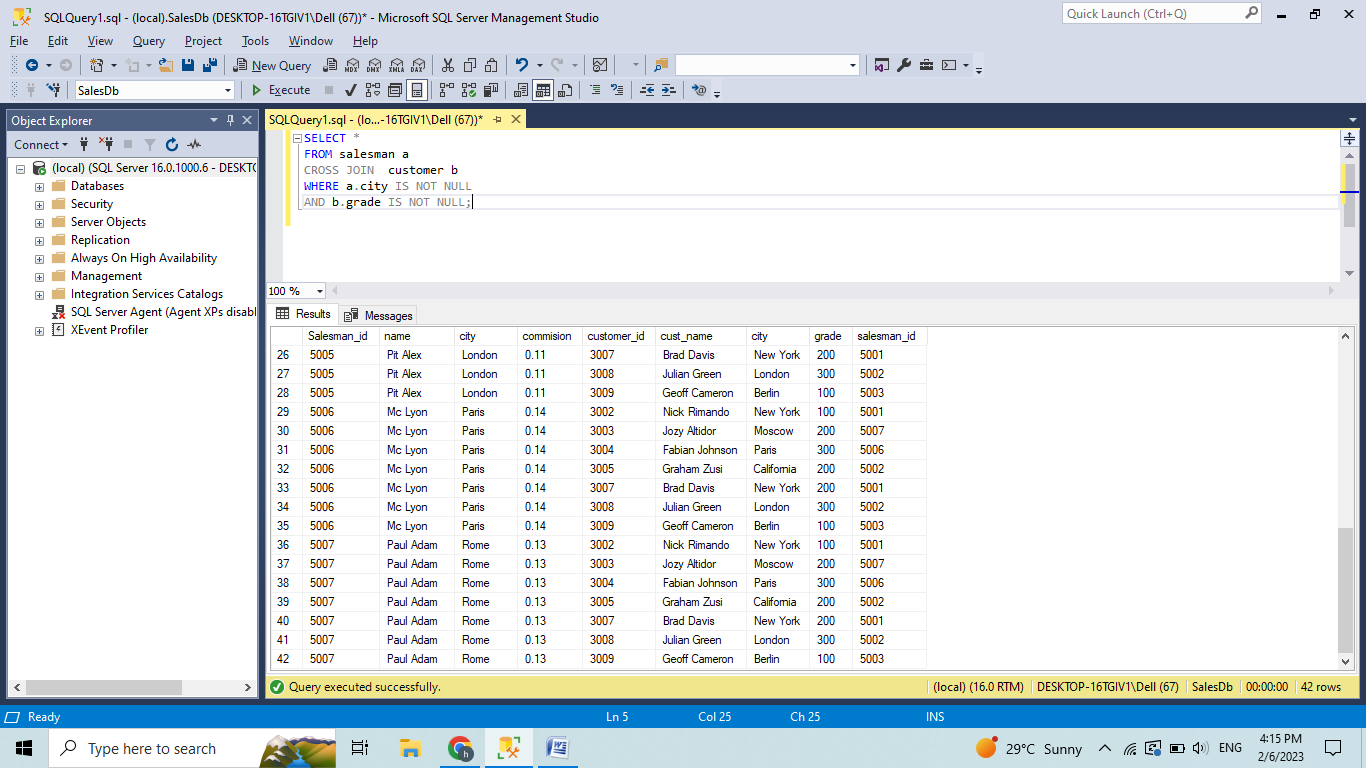 SQLQuery1.sql - (local).SalesDb (DESKTOP-16TGIV1\Dell (67))* - Microsoft SQL Server Management Studio
Quick Launch (Ctrl+Q)
File Edit View Query Project Tools Window Help
New Query MDX DMX XMLA DAX
SalesDb Execute
Object Explorer
Connect
(local) (SQL Server 16.0.1000.6 - DESKTO
Databases
Security
Server Objects
Replication
Always On High Availability
Management
Integration Services Catalogs
SQL Server Agent (Agent XPs disabl
XEvent Profiler
SQLQuery1.sql - (lo...-16TGIV1\Dell (67))*
SELECT *
FROM salesman a
CROSS JOIN  customer b
WHERE a.city IS NOT NULL
AND b.grade IS NOT NULL;
100 %
Results Messages
Salesman_id name city commision customer_id cust_name city grade salesman_id
26 5005 Pit Alex London 0.11 3007 Brad Davis New York 200 5001
27 5005 Pit Alex London 0.11 3008 Julian Green London 300 5002
28 5005 Pit Alex London 0.11 3009 Geoff Cameron Berlin 100 5003
29 5006 Mc Lyon Paris 0.14 3002 Nick Rimando New York 100 5001
30 5006 Mc Lyon Paris 0.14 3003 Jozy Altidor Moscow 200 5007
31 5006 Mc Lyon Paris 0.14 3004 Fabian Johnson Paris 300 5006
32 5006 Mc Lyon Paris 0.14 3005 Graham Zusi California 200 5002
33 5006 Mc Lyon Paris 0.14 3007 Brad Davis New York 200 5001
34 5006 Mc Lyon Paris 0.14 3008 Julian Green London 300 5002
35 5006 Mc Lyon Paris 0.14 3009 Geoff Cameron Berlin 100 5003
36 5007 Paul Adam Rome 0.13 3002 Nick Rimando New York 100 5001
37 5007 Paul Adam Rome 0.13 3003 Jozy Altidor Moscow 200 5007
38 5007 Paul Adam Rome 0.13 3004 Fabian Johnson Paris 300 5006
39 5007 Paul Adam Rome 0.13 3005 Graham Zusi California 200 5002
40 5007 Paul Adam Rome 0.13 3007 Brad Davis New York 200 5001
41 5007 Paul Adam Rome 0.13 3008 Julian Green London 300 5002
42 5007 Paul Adam Rome 0.13 3009 Geoff Cameron Berlin 100 5003
Query executed successfully. (local) (16.0 RTM) DESKTOP-16TGIV1\Dell (67) SalesDb 00:00:00 42 rows
Ready Ln 5 Col 25 Ch 25 INS
Type here to search 29°C Sunny ENG 4:15 PM
2/6/2023